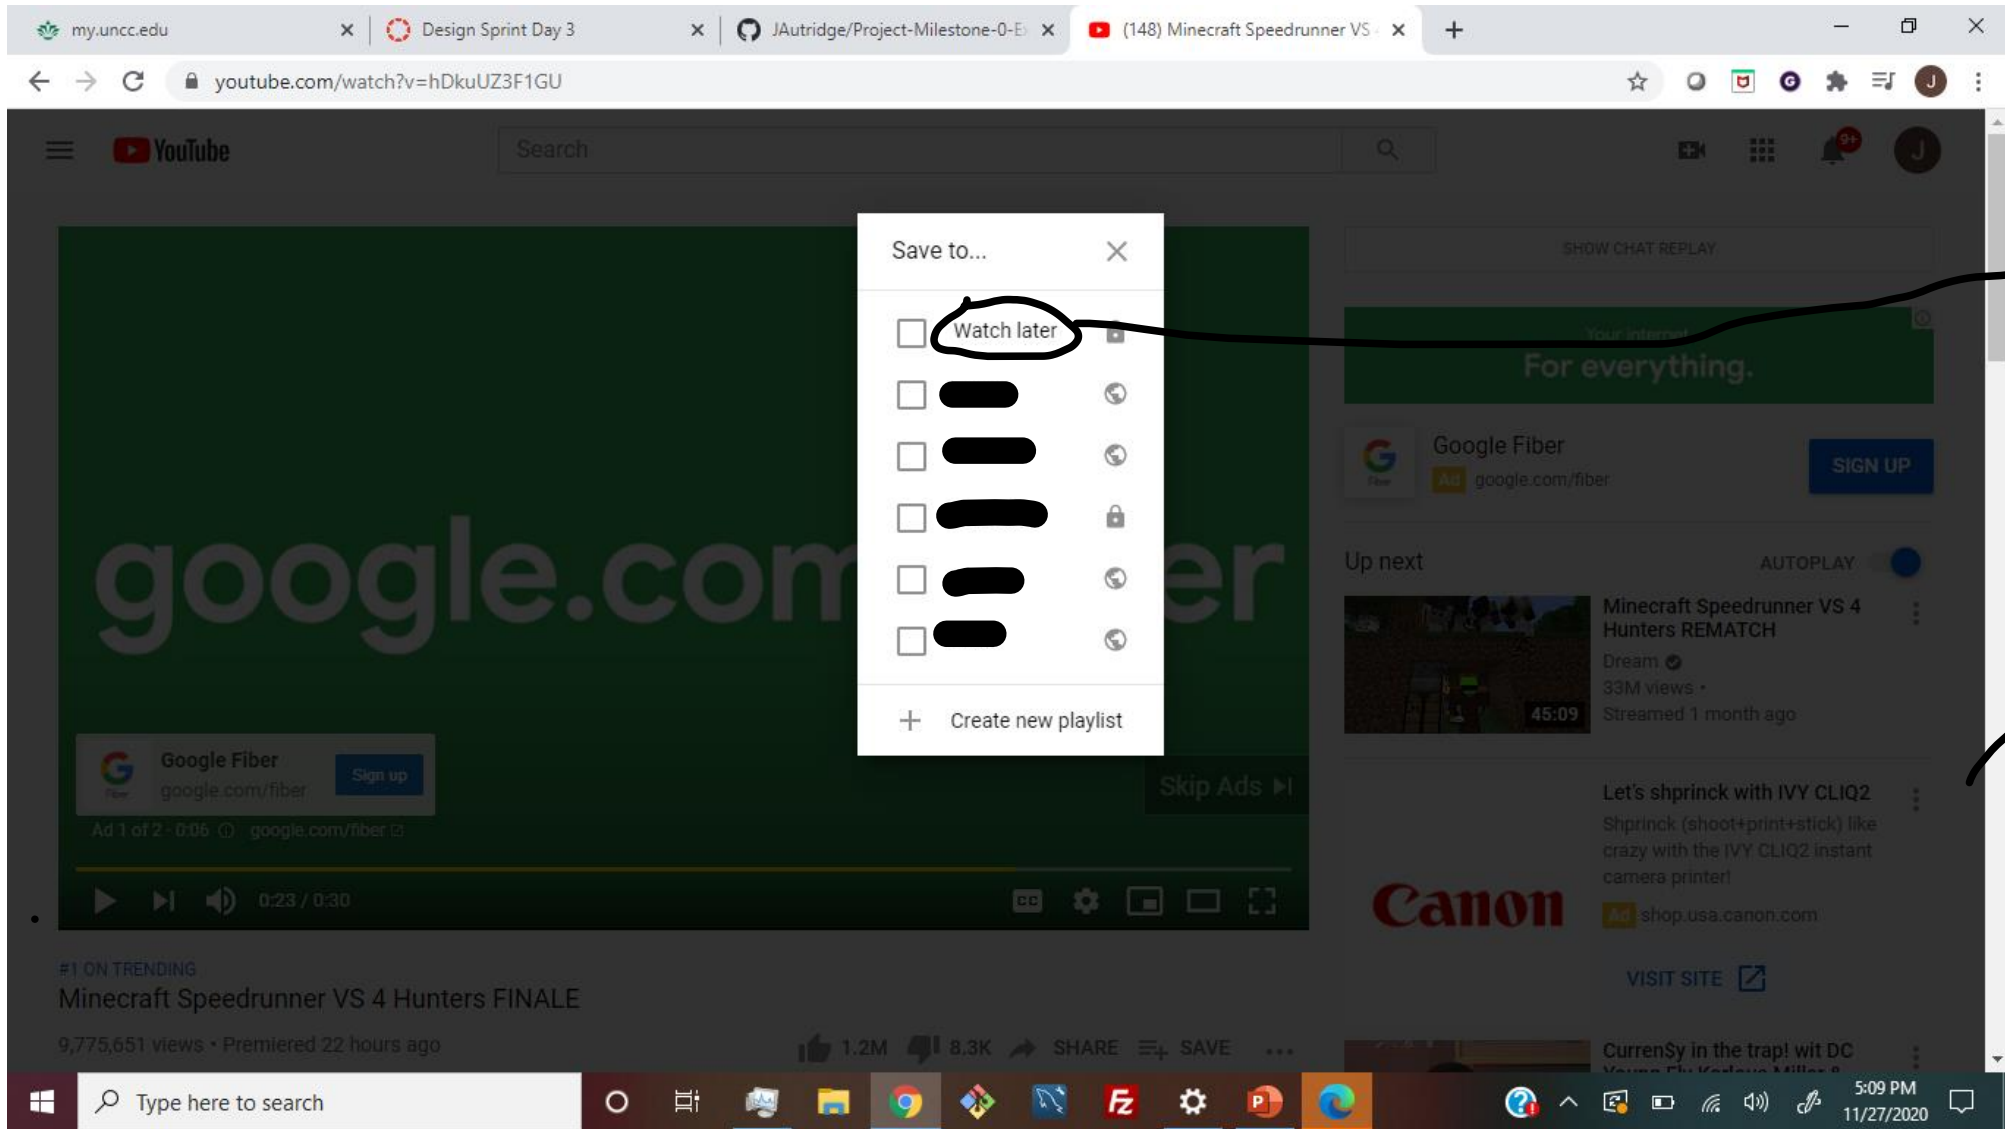 my.uncc.edu
Design Sprint Day 3
JAutridge/Project-Milestone-0-E
(148) Minecraft Speedrunner VS
youtube.com/watch?v=hDkuUZ3F1GU
J
YouTube
Search
9+
J
Save to...
SHOW CHAT REPLAY
Watch later
Your internet
For everything.
Google Fiber
Ad google.com/fiber
SIGN UP
Fiber
google.com er
Up next
AUTOPLAY
Minecraft Speedrunner VS 4
Hunters REMATCH
Dream
33M views •
Streamed 1 month ago
45:09
Create new playlist
Google Fiber
google.com/fiber
Sign up
Fiber
Skip Ads
Ad 1 of 2 · 0:06 google.com/fiber
Let's shprinck with IVY CLIQ2
Shprinck (shoot+print+stick) like
crazy with the IVY CLIQ2 instant
camera printer!
Canon
Ad shop.usa.canon.com
0:23 / 0:30
CC
VISIT SITE
#1 ON TRENDING
Minecraft Speedrunner VS 4 Hunters FINALE
9,775,651 views • Premiered 22 hours ago
1.2M 8.3K SHARE SAVE
Curren$y in the trap! wit DC
Type here to search
5:09 PM
11/27/2020